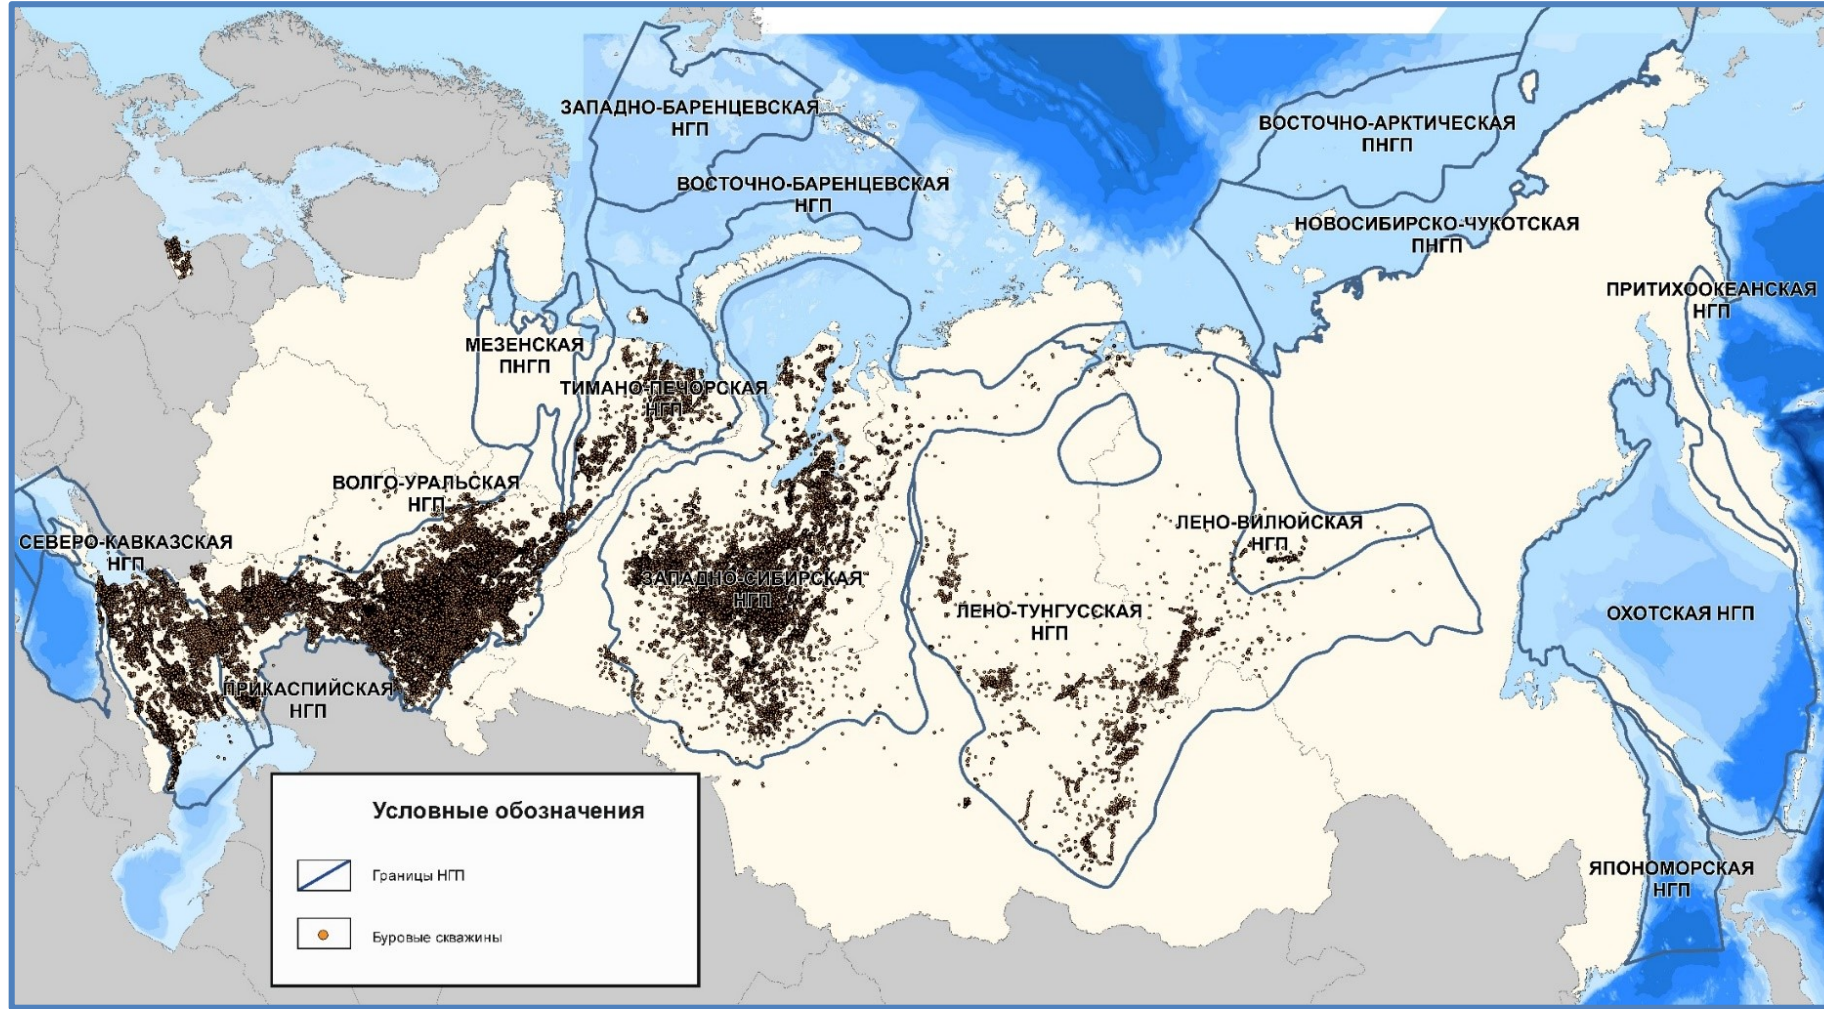 ЗАПАДНО-БАРЕНЦЕВСКАЯ
НГП
ВОСТОЧНО-АРКТИЧЕСКАЯ
ПНГП
ВОСТОЧНО-БАРЕНЦЕВСКАЯ
НГП
НОВОСИБИРСКО-ЧУКОТСКАЯ
ПНГП
ПРИТИХООКЕАНСКАЯ
НГП
МЕЗЕНСКАЯ
ПНГП
ТИМАНО-ПЕЧОРСКАЯ
НГП
ВОЛГО-УРАЛЬСКАЯ
НГП
ЛЕНО-ВИЛЮЙСКАЯ
НГП
СЕВЕРО-КАВКАЗСКАЯ
НГП
ЗАПАДНО-СИБИРСКАЯ
НГП
ЛЕНО-ТУНГУССКАЯ
НГП
ОХОТСКАЯ НГП
ПРИКАСПИЙСКАЯ
НГП
ЯПОНОМОРСКАЯ
НГП
Условные обозначения
Границы НГП
Буровые скважины